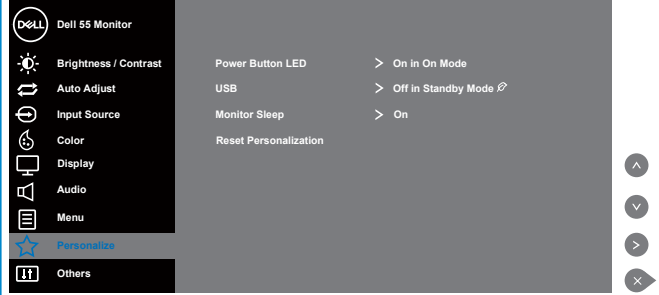 DELL Dell 55 Monitor
Brightness / Contrast Power Button LED > On in On Mode
Auto Adjust USB > Off in Standby Mode
Input Source Monitor Sleep > On
Color Reset Personalization
Display
Audio
Menu
Personalize
Others